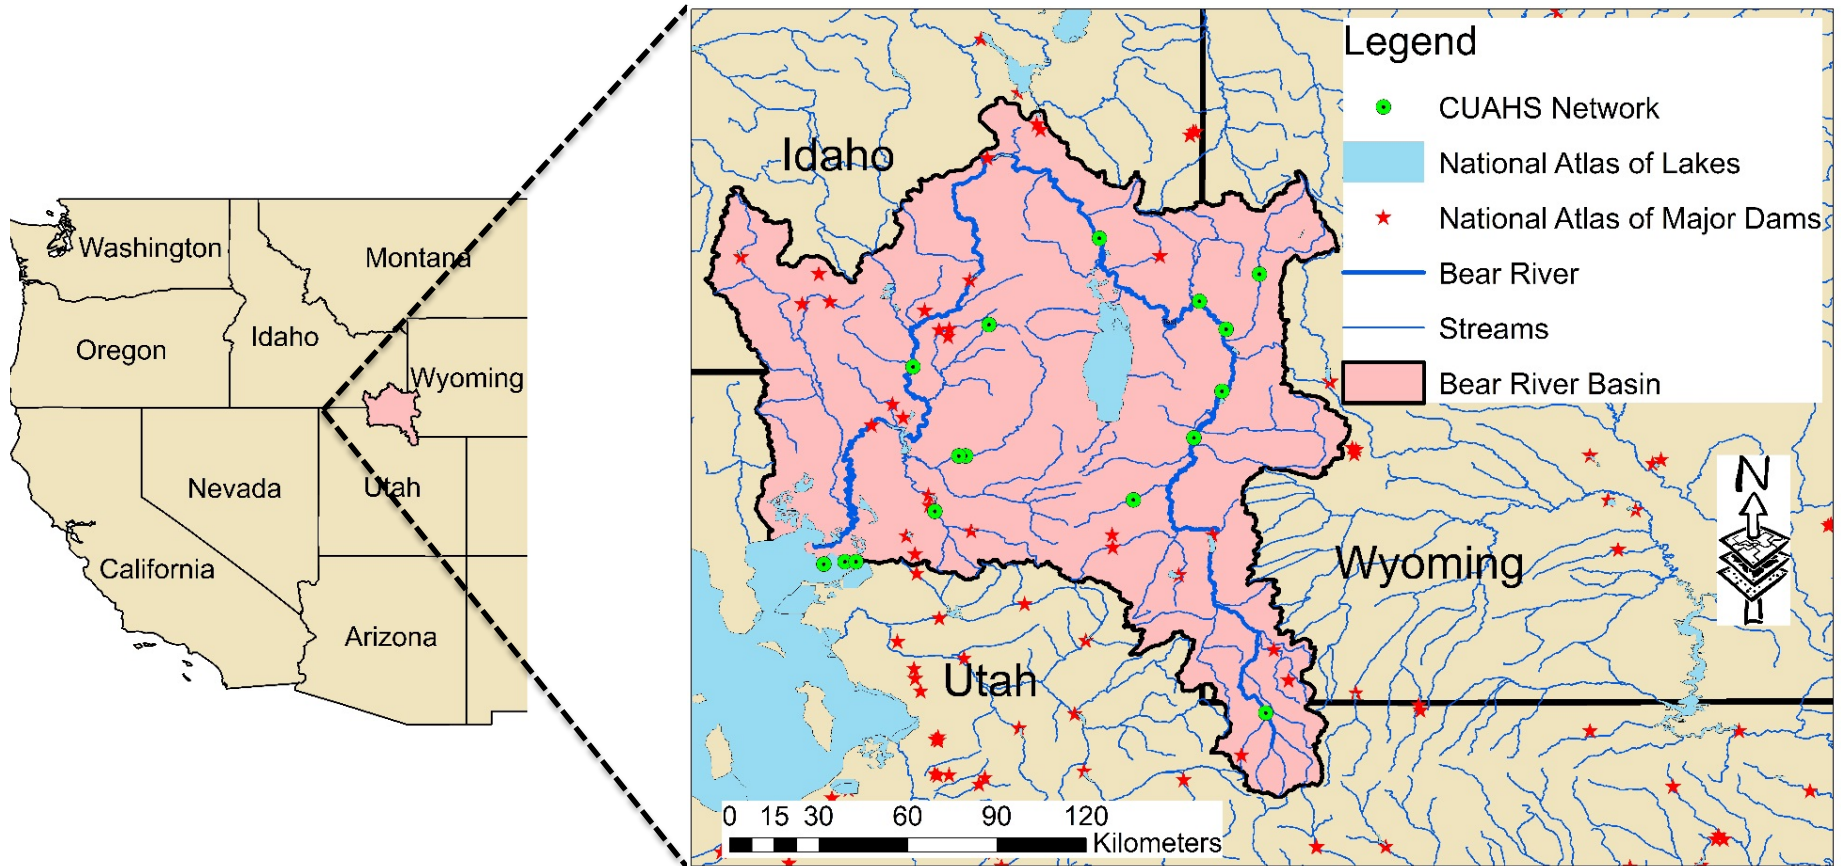 Washington
Montana
Oregon
Idaho
Wyoming
Nevada
Utah
California
Arizona
Idaho
Wyoming
Utah
Legend
CUAHS Network
National Atlas of Lakes
National Atlas of Major Dams
Bear River
Streams
Bear River Basin
N
0 15 30 60 90 120
Kilometers